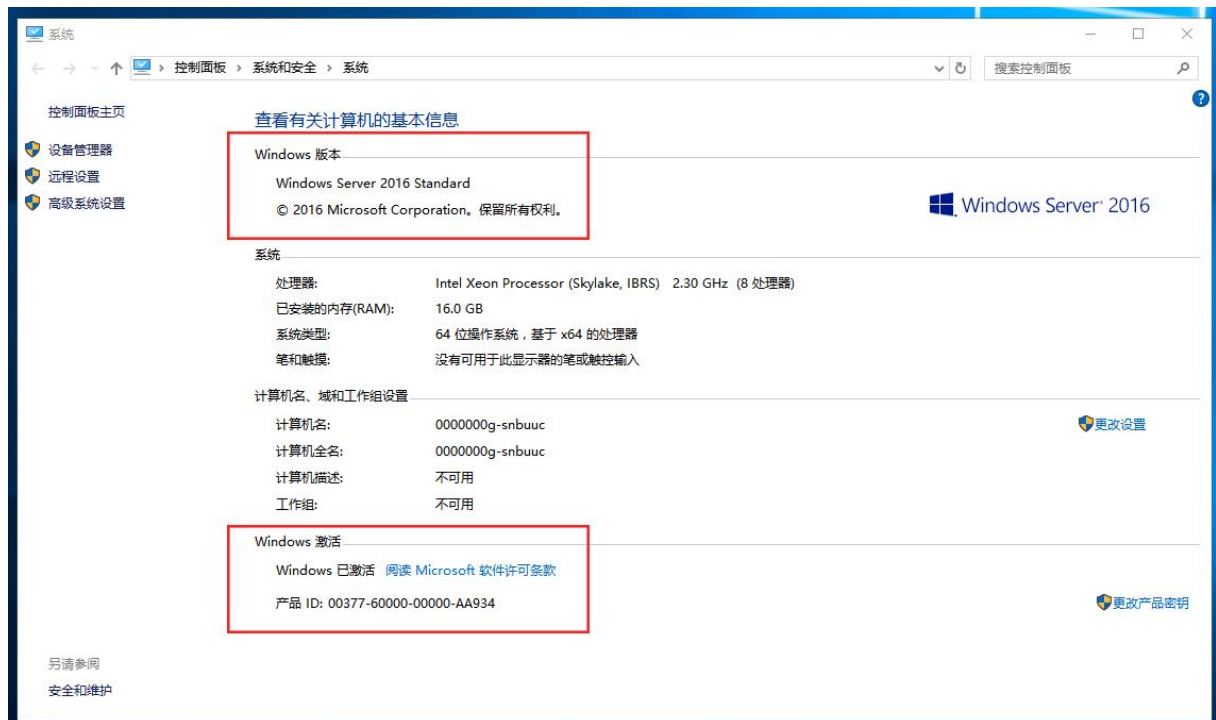 系统
控制面板 › 系统和安全 › 系统
搜索控制面板
控制面板主页
设备管理器
远程设置
高级系统设置
查看有关计算机的基本信息
Windows 版本
Windows Server 2016 Standard
© 2016 Microsoft Corporation。保留所有权利。
Windows Server 2016
系统
处理器: Intel Xeon Processor (Skylake, IBRS) 2.30 GHz (8 处理器)
已安装的内存(RAM): 16.0 GB
系统类型: 64 位操作系统，基于 x64 的处理器
笔和触摸: 没有可用于此显示器的笔或触控输入
计算机名、域和工作组设置
计算机名: 0000000g-snbuuc
更改设置
计算机全名: 0000000g-snbuuc
计算机描述: 不可用
工作组: 不可用
Windows 激活
Windows 已激活 阅读 Microsoft 软件许可条款
产品 ID: 00377-60000-00000-AA934
更改产品密钥
另请参阅
安全和维护